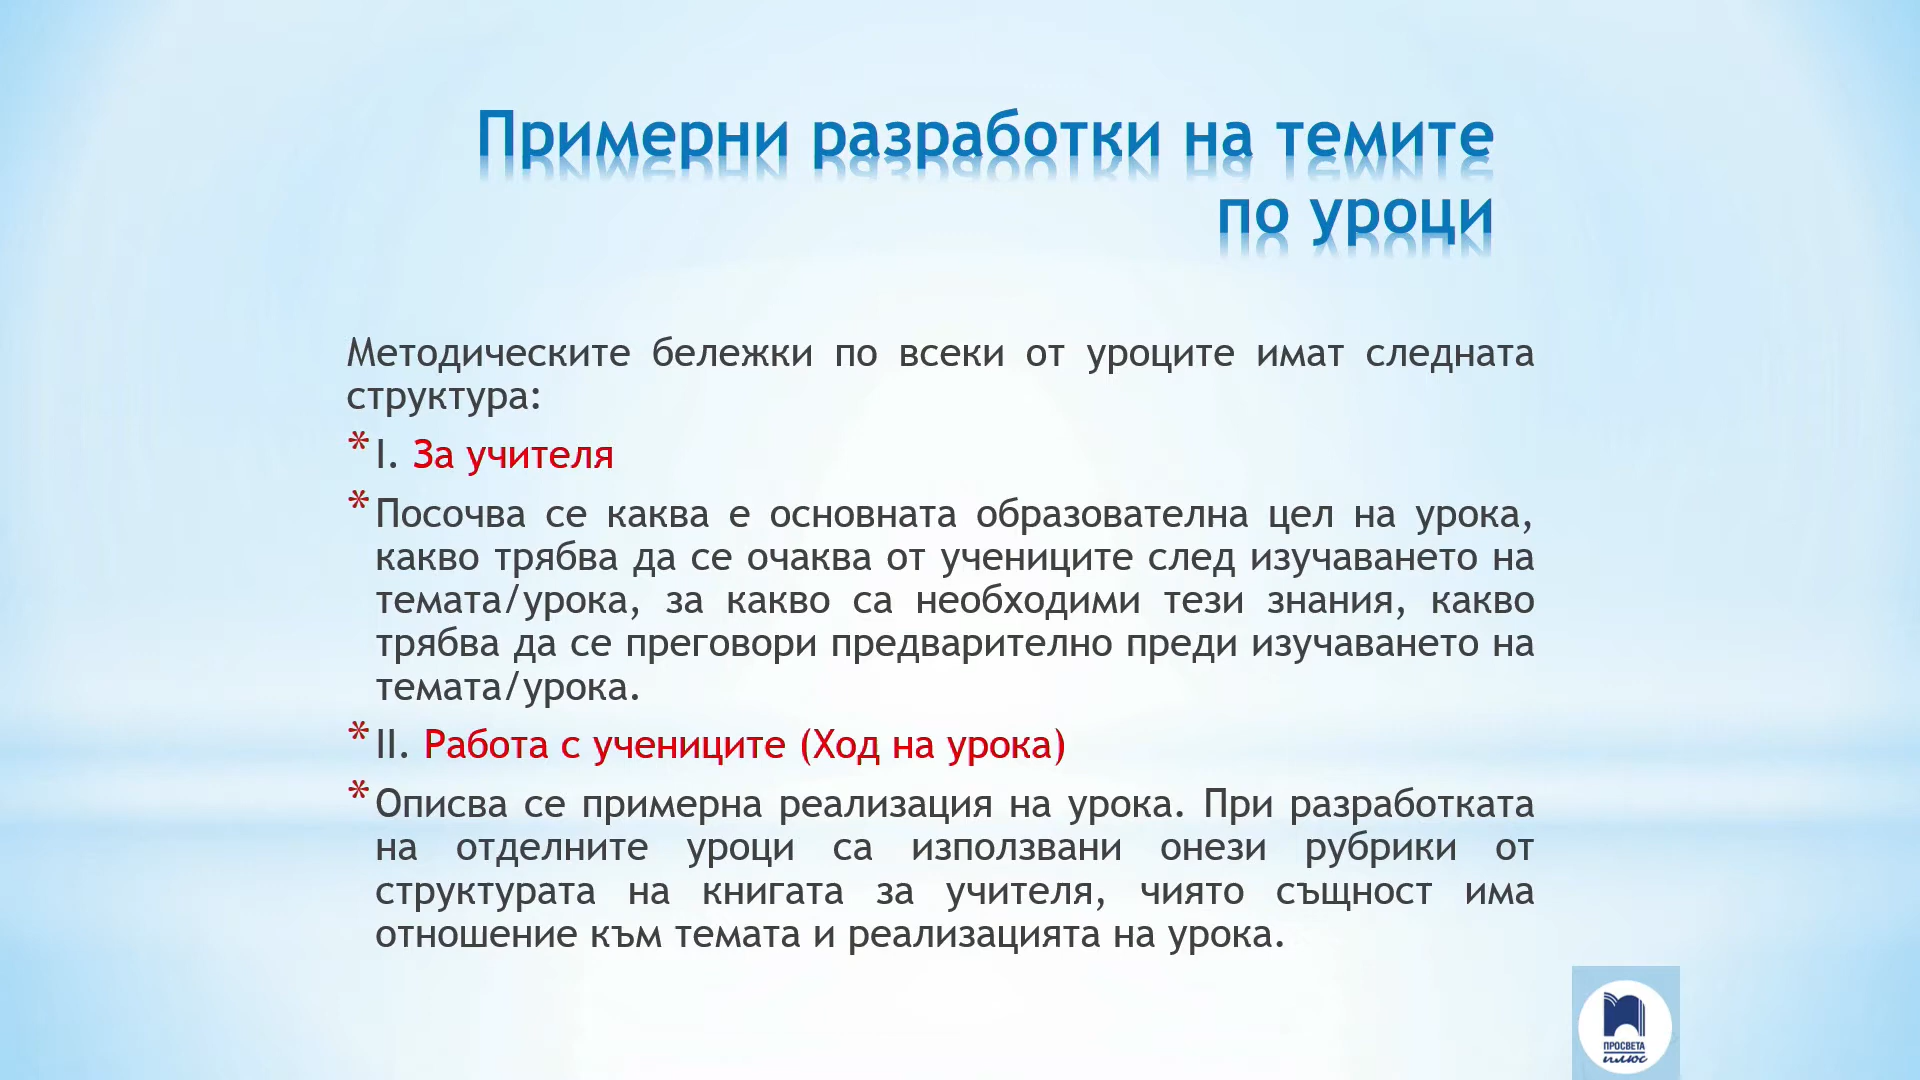 Примерни разработки на темите
по уроци
Методическите бележки по всеки от уроците имат следната
структура:
* I. За учителя
* Посочва се каква е основната образователна цел на урока,
какво трябва да се очаква от учениците след изучаването на
темата/урока, за какво са необходими тези знания, какво
трябва да се преговори предварително преди изучаването на
темата/урока.
* II. Работа с учениците (Ход на урока)
* Описва се примерна реализация на урока. При разработката
на отделните уроци са използвани онези рубрики от
структурата на книгата за учителя, чиято същност има
отношение към темата и реализацията на урока.
ПРОСВЕТА
плюс